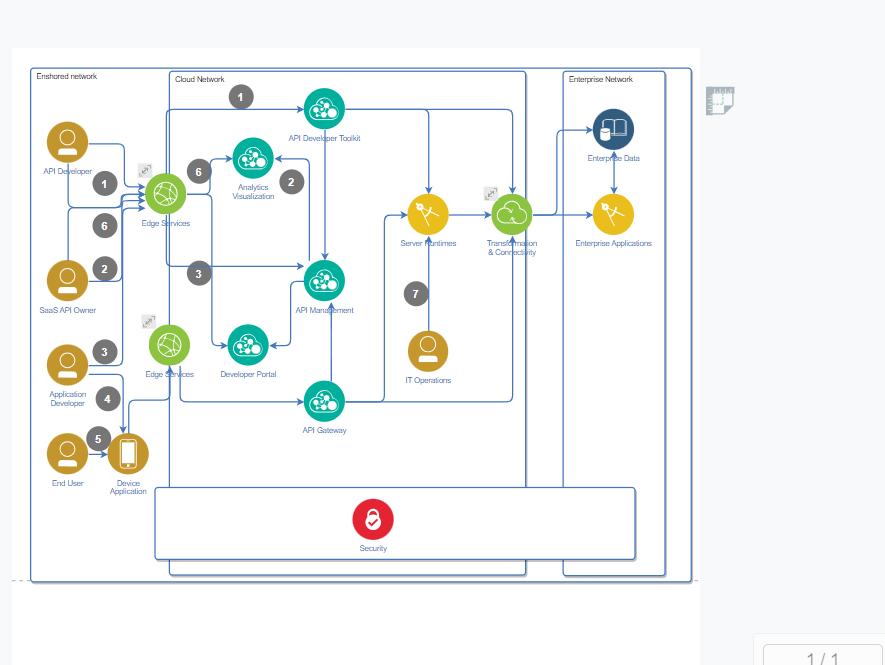 Enshored network
Cloud Network
Enterprise Network
1
API Developer Toolkit
API Developer
Enterprise Data
6
Analytics
Visualization
2
1
Edge Services
6
Server Runtimes
Transformation
& Connectivity
Enterprise Applications
2
3
SaaS API Owner
API Management
7
3
Edge Services
Developer Portal
IT Operations
Application
Developer
4
API Gateway
5
End User
Device
Application
Security
1 / 1